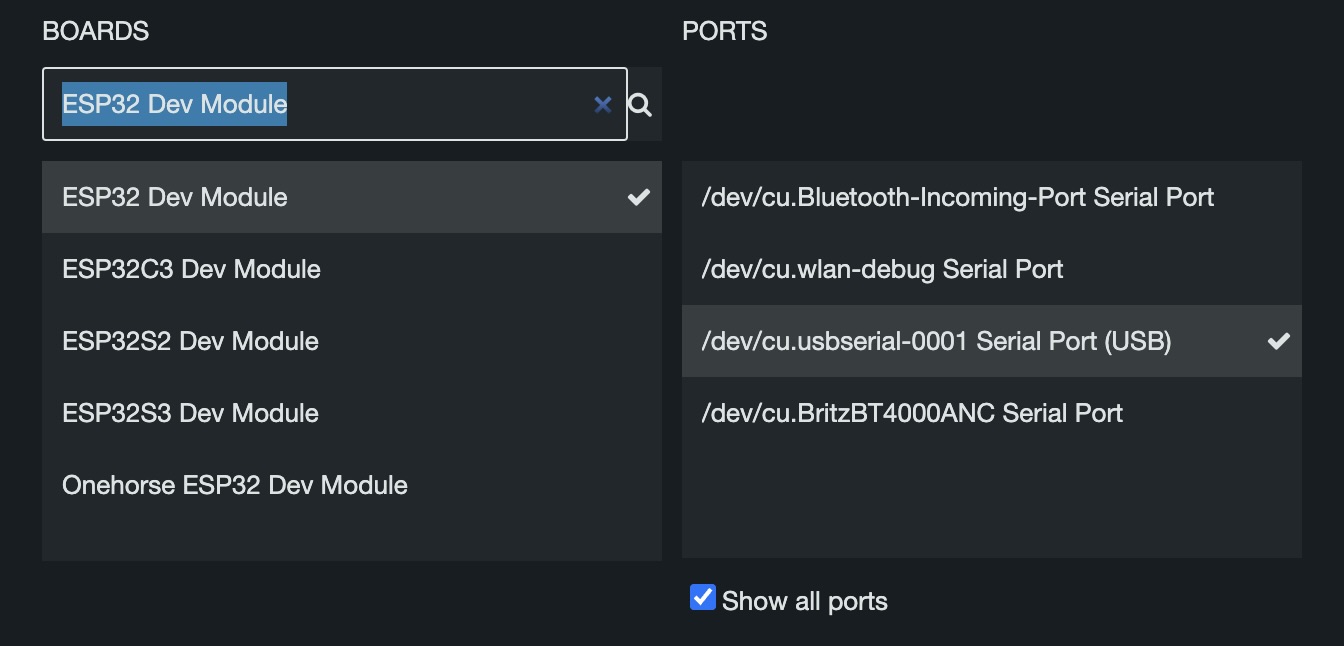 BOARDS
ESP32 Dev Module
ESP32 Dev Module
ESP32C3 Dev Module
ESP32S2 Dev Module
ESP32S3 Dev Module
Onehorse ESP32 Dev Module
PORTS
/dev/cu.Bluetooth-Incoming-Port Serial Port
/dev/cu.wlan-debug Serial Port
/dev/cu.usbserial-0001 Serial Port (USB)
/dev/cu.BritzBT4000ANC Serial Port
Show all ports